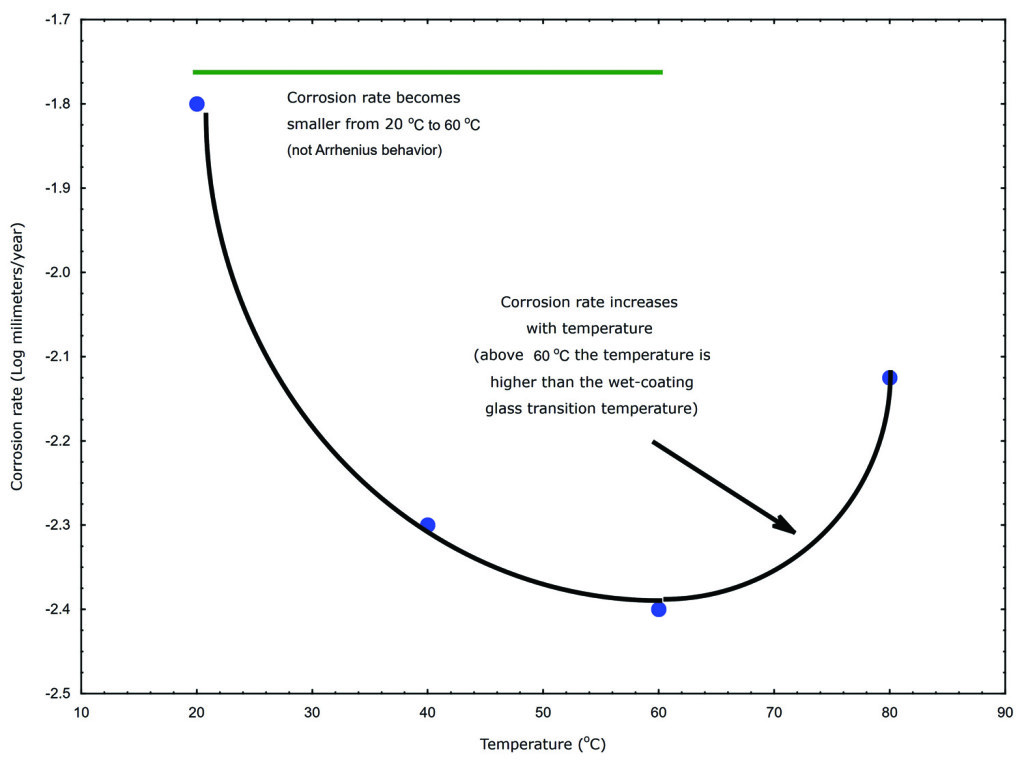 -1.7
-1.8
-1.9
-2.0
-2.1
-2.2
-2.3
-2.4
-2.5
Corrosion rate (Log milimeters/year)
Corrosion rate becomes
smaller from 20 °C to 60 °C
(not Arrhenius behavior)
Corrosion rate increases
with temperature
(above 60 °C the temperature is
higher than the wet-coating
glass transition temperature)
10 20 30 40 50 60 70 80 90
Temperature (°C)